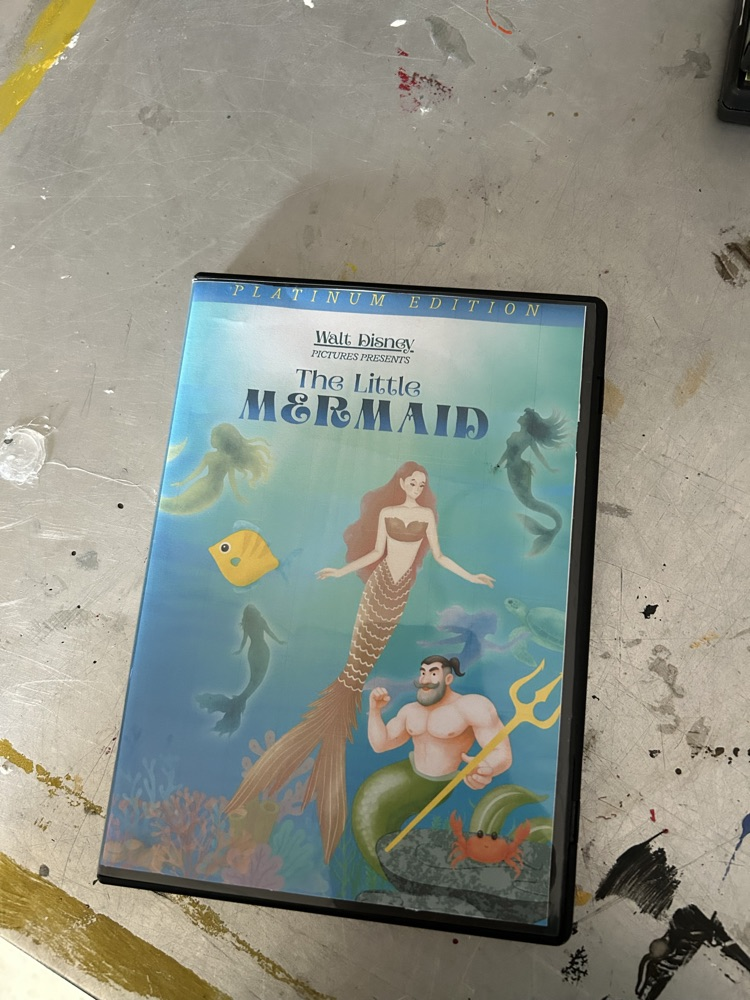 PLATINUM EDITION
Walt Disney
PICTURES PRESENTS
The Little
MERMAID